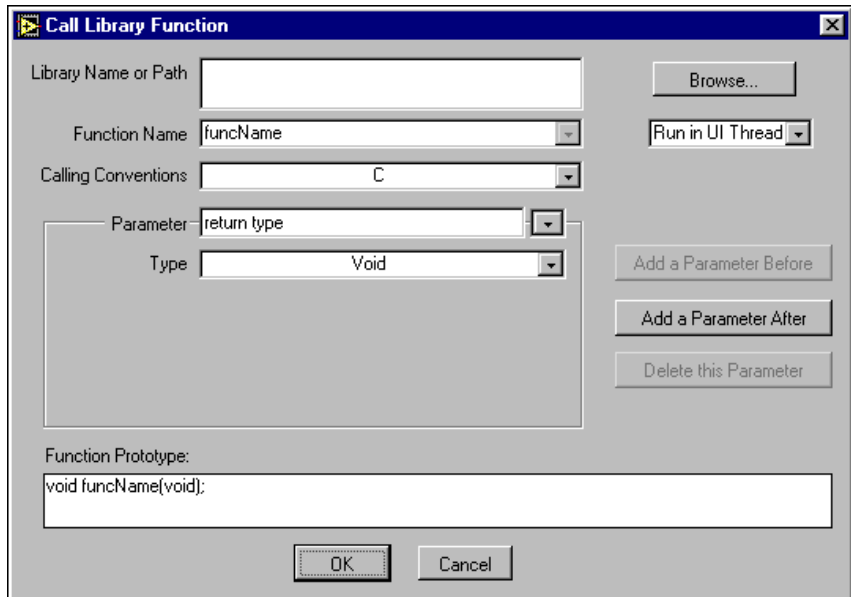 Call Library Function
Library Name or Path
Browse...
Function Name funcName
Run in UI Thread
Calling Conventions C
Parameter return type
Type Void
Add a Parameter Before
Add a Parameter After
Delete this Parameter
Function Prototype:
void funcName(void);
OK Cancel